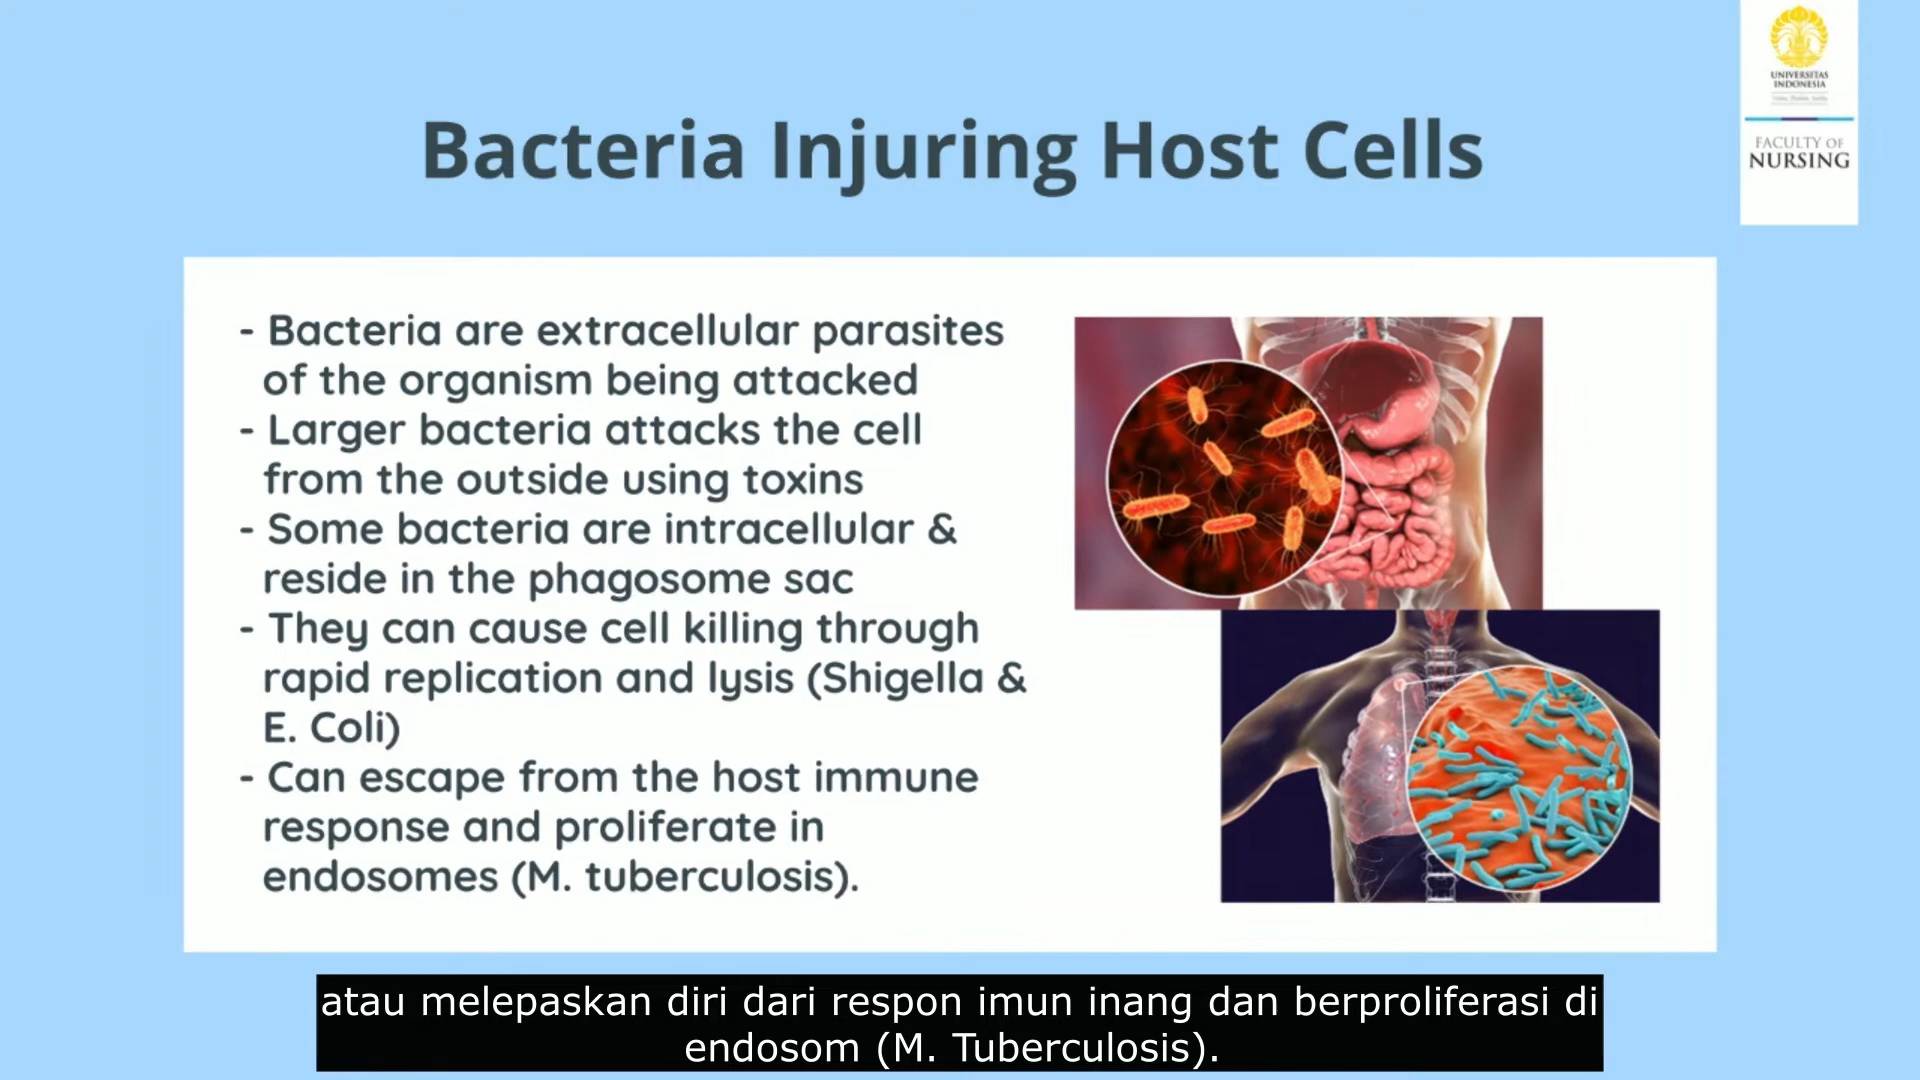 UNIVERSITAS
INDONESIA
FACULTY OF
NURSING
Bacteria Injuring Host Cells
- Bacteria are extracellular parasites
of the organism being attacked
- Larger bacteria attacks the cell
from the outside using toxins
- Some bacteria are intracellular &
reside in the phagosome sac
- They can cause cell killing through
rapid replication and lysis (Shigella &
E. Coli)
- Can escape from the host immune
response and proliferate in
endosomes (M. tuberculosis).
atau melepaskan diri dari respon imun inang dan berproliferasi di
endosom (M. Tuberculosis).